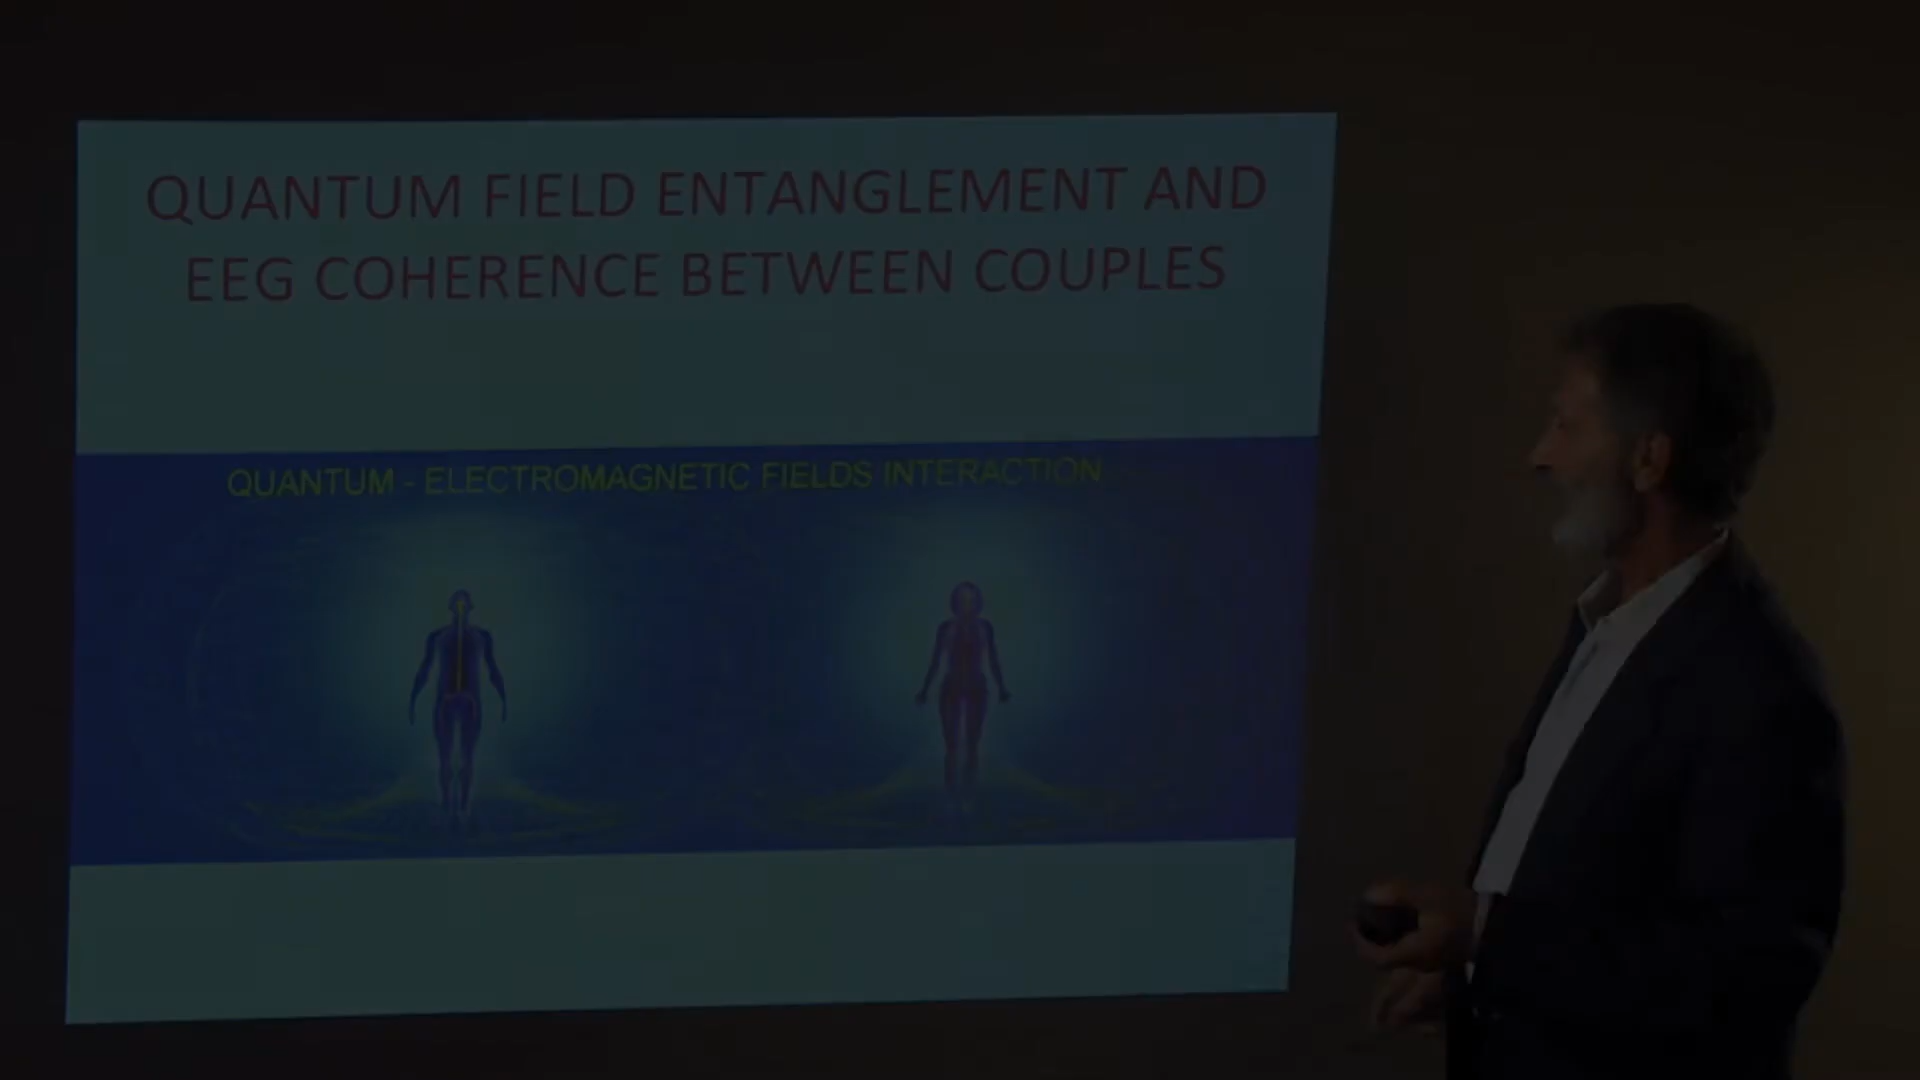 QUANTUM FIELD ENTANGLEMENT AND
EEG COHERENCE BETWEEN COUPLES
QUANTUM - ELECTROMAGNETIC FIELDS INTERACTION